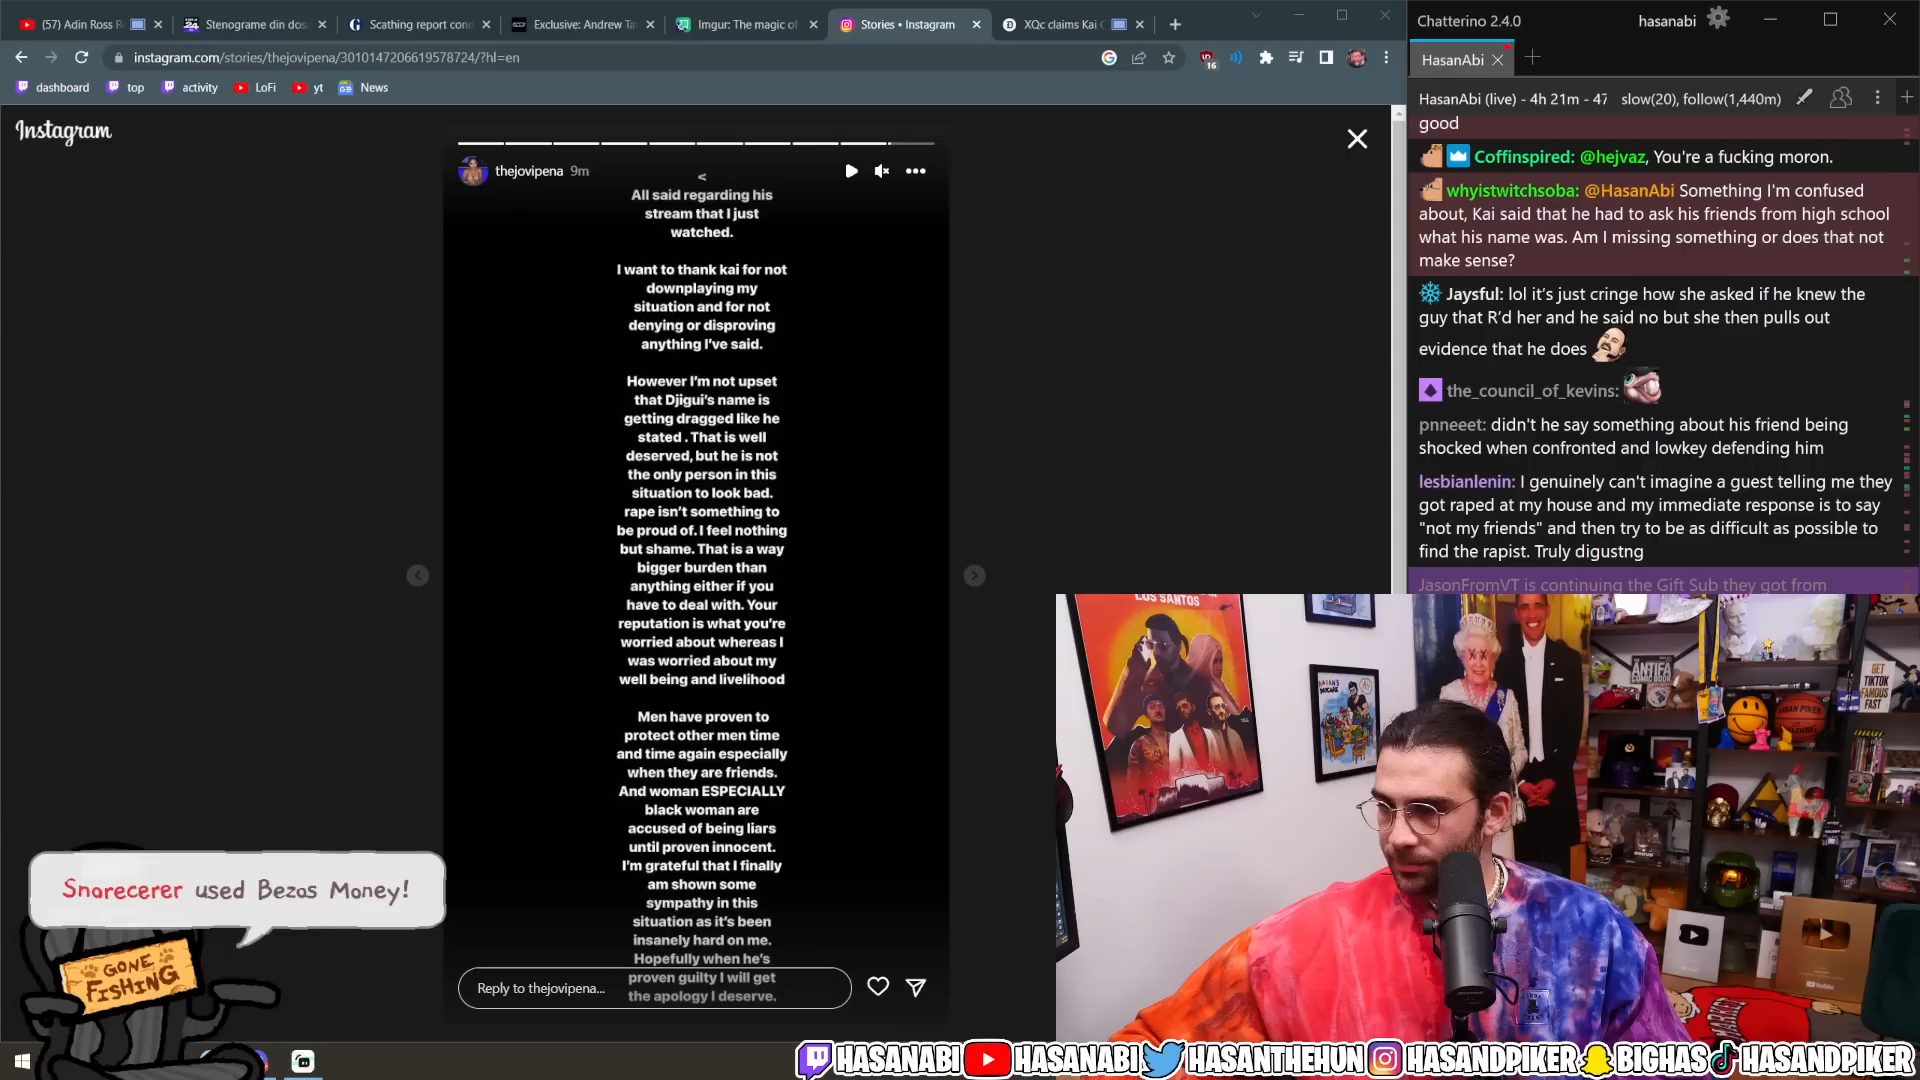 (57) Adin Ross R
Stenograme din dos
Scathing report con
Exclusive: Andrew Ta
Imgur: The magic of
Stories • Instagram
XQc claims Kai C
instagram.com/stories/thejovipena/3010147206619578724/?hl=en
16
dashboard
top
activity
LoFi
yt
News
Instagram
thejovipena 9m
<
All said regarding his
stream that I just
watched.
I want to thank kai for not
downplaying my
situation and for not
denying or disproving
anything I've said.
However I'm not upset
that Djigui's name is
getting dragged like he
stated . That is well
deserved, but he is not
the only person in this
situation to look bad.
rape isn't something to
be proud of. I feel nothing
but shame. That is a way
bigger burden than
anything either if you
have to deal with. Your
reputation is what you're
worried about whereas I
was worried about my
well being and livelihood
Men have proven to
protect other men time
and time again especially
when they are friends.
And woman ESPECIALLY
black woman are
accused of being liars
until proven innocent.
I'm grateful that I finally
am shown some
sympathy in this
situation as it's been
insanely hard on me.
Hopefully when he's
proven guilty I will get
the apology I deserve.
Reply to thejovipena...
Snorecerer used Bezos Money!
GONE
FISHING
Chatterino 2.4.0
hasanabi
HasanAbi
HasanAbi (live) - 4h 21m - 47
slow(20), follow(1,440m)
good
Coffinspired: @hejvaz, You're a fucking moron.
whyistwitchsoba: @HasanAbi Something I'm confused
about, Kai said that he had to ask his friends from high school
what his name was. Am I missing something or does that not
make sense?
Jaysful: lol it's just cringe how she asked if he knew the
guy that R'd her and he said no but she then pulls out
evidence that he does
the_council_of_kevins:
pnneeet: didn't he say something about his friend being
shocked when confronted and lowkey defending him
lesbianlenin: I genuinely can't imagine a guest telling me they
got raped at my house and my immediate response is to say
"not my friends" and then try to be as difficult as possible to
find the rapist. Truly digustng
JasonFromVT is continuing the Gift Sub they got from
LOS SANTOS
ANTIFA
COMIC BOOK
GET
TIKTOK
FAMOUS
FAST
HASAN PIKER
YouTube
HASANABI
HASANABI
HASANTHEHUN
HASANDPIKER
BIGHAS
HASANDPIKER